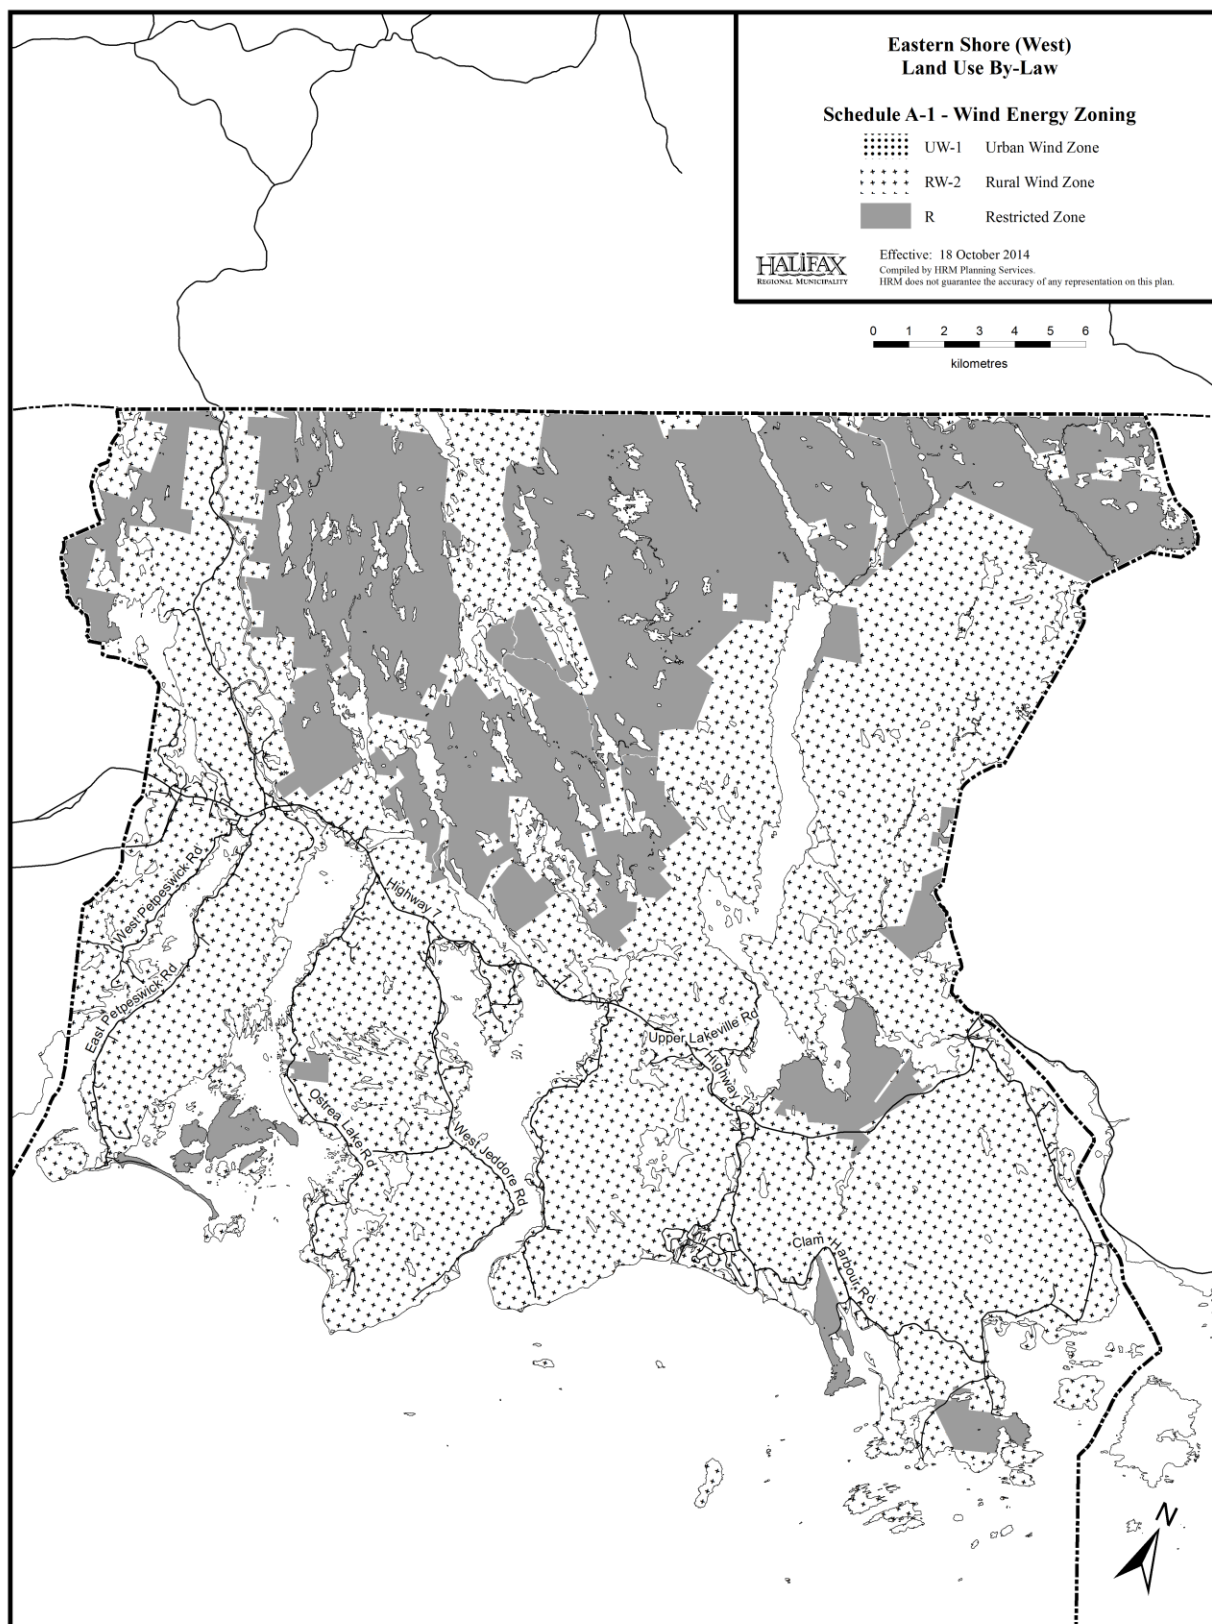 Eastern Shore (West)
Land Use By-Law
Schedule A-1 - Wind Energy Zoning
UW-1 Urban Wind Zone
RW-2 Rural Wind Zone
R Restricted Zone
HALIFAX
REGIONAL MUNICIPALITY
Effective: 18 October 2014
Compiled by HRM Planning Services.
HRM does not guarantee the accuracy of any representation on this plan.
0 1 2 3 4 5 6
kilometres
West Petpeswick Rd
Highway 7
East Petpeswick Rd
Upper Lakeville Rd
Highway 7
Ostrea Lake Rd
West Jeddore Rd
Clam Harbour Rd
N